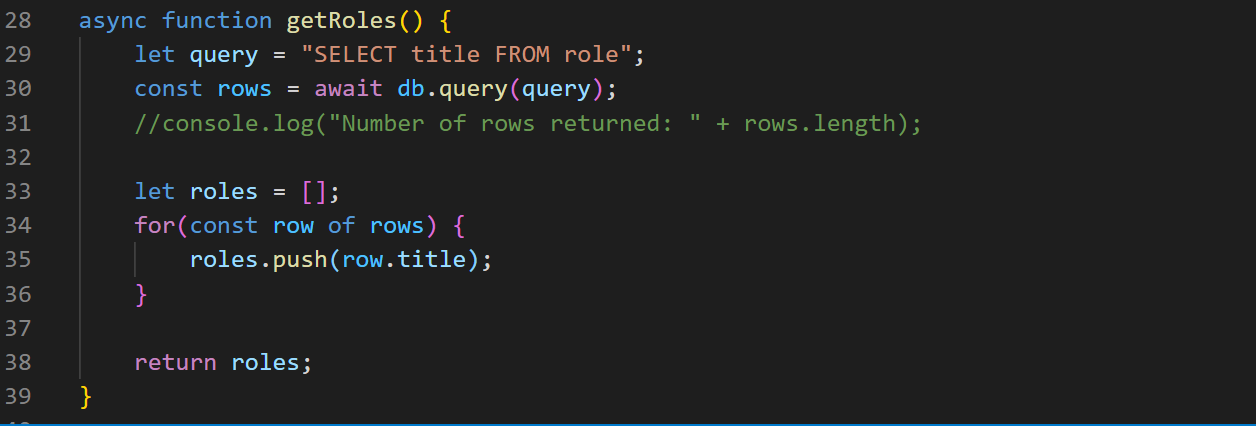 28 async function getRoles() {
29 let query = "SELECT title FROM role";
30 const rows = await db.query(query);
31 //console.log("Number of rows returned: " + rows.length);
32
33 let roles = [];
34 for(const row of rows) {
35 roles.push(row.title);
36 }
37
38 return roles;
39 }